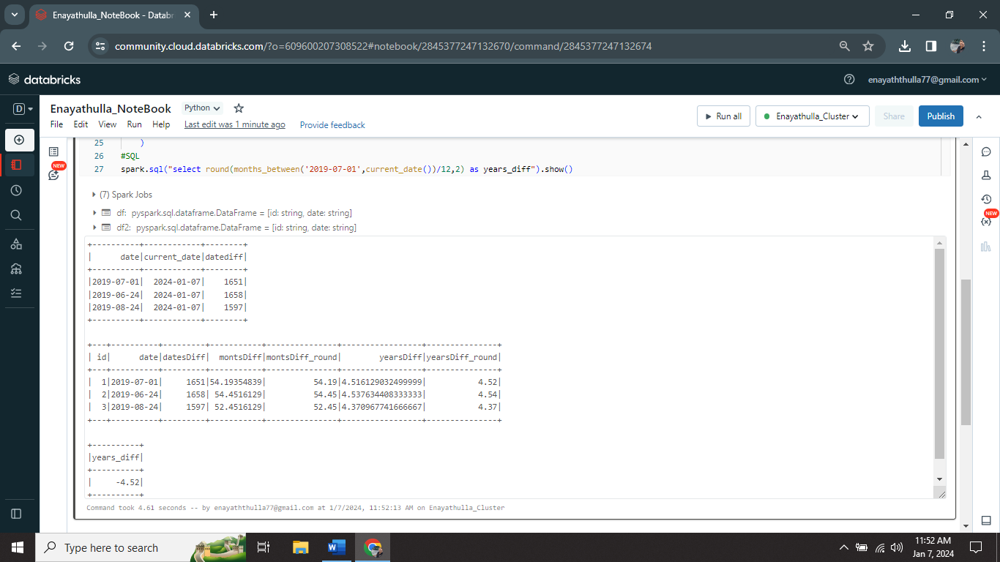 Enayathulla_NoteBook - Datab
community.cloud.databricks.com/?o=609600207308522#notebook/2845377247132670/command/2845377247132674
databricks
enayaththulla77@gmail.com
D
Enayathulla_NoteBook Python
Run all
Enayathulla_Cluster
Share
Publish
File Edit View Run Help Last edit was 1 minute ago Provide feedback
NEW
NEW
25 )
26 #SQL
27 spark.sql("select round(months_between('2019-07-01',current_date())/12,2) as years_diff").show()
(7) Spark Jobs
df: pyspark.sql.dataframe.DataFrame = [id: string, date: string]
df2: pyspark.sql.dataframe.DataFrame = [id: string, date: string]
+----------+------------+--------+
|      date|current_date|datediff|
+----------+------------+--------+
|2019-07-01|  2024-01-07|    1651|
|2019-06-24|  2024-01-07|    1658|
|2019-08-24|  2024-01-07|    1597|
+----------+------------+--------+
+---+----------+---------+-----------+---------------+-----------------+---------------+
| id|      date|datesDiff|  montsDiff|montsDiff_round|        yearsDiff|yearsDiff_round|
+---+----------+---------+-----------+---------------+-----------------+---------------+
|  1|2019-07-01|     1651|54.19354839|          54.19|4.516129032499999|           4.52|
|  2|2019-06-24|     1658| 54.4516129|          54.45|4.537634408333333|           4.54|
|  3|2019-08-24|     1597| 52.4516129|          52.45|4.370967741666667|           4.37|
+---+----------+---------+-----------+---------------+-----------------+---------------+
+----------+
|years_diff|
+----------+
|     -4.52|
+----------+
Command took 4.61 seconds -- by enayaththulla77@gmail.com at 1/7/2024, 11:52:13 AM on Enayathulla_Cluster
Type here to search
11:52 AM
Jan 7, 2024